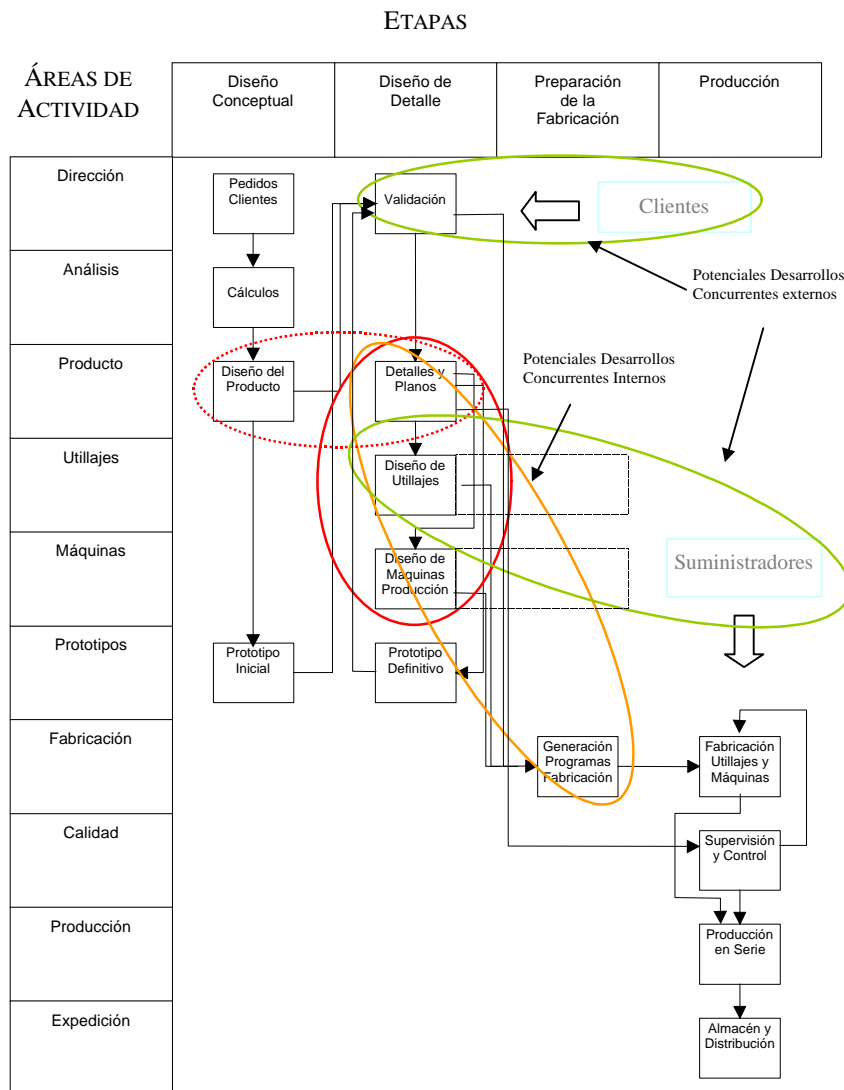 ETAPAS
ÁREAS DE
ACTIVIDAD
Diseño
Conceptual
Diseño de
Detalle
Preparación
de la
Fabricación
Producción
Dirección
Pedidos
Clientes
Validación
Clientes
Análisis
Cálculos
Potenciales Desarrollos
Concurrentes externos
Producto
Diseño del
Producto
Detalles y
Planos
Potenciales Desarrollos
Concurrentes Internos
Utillajes
Diseño de
Utillajes
Máquinas
Diseño de
Máquinas
Producción
Suministradores
Prototipos
Prototipo
Inicial
Prototipo
Definitivo
Fabricación
Generación
Programas
Fabricación
Fabricación
Utillajes y
Máquinas
Calidad
Supervisión
y Control
Producción
Producción
en Serie
Expedición
Almacén y
Distribución